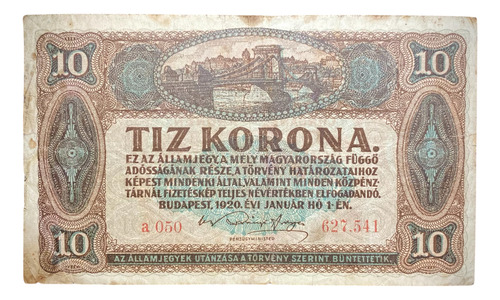 10 10
TIZ KORONA.
EZ AZ ÁLLAMJEGY, A MELY MAGYARORSZÁG FÜGGŐ
ADÓSSÁGÁNAK RÉSZE, A TÖRVÉNY HATÁROZATAIHOZ
KÉPEST MINDENKI ÁLTAL, VALAMINT MINDEN KÖZPÉNZ-
TÁRNÁL FIZETÉSKÉP TELJES NÉVÉRTÉKBEN ELFOGADANDÓ.
BUDAPEST, 1920. ÉVI JANUÁR HÓ 1-ÉN.
a 050 627,541
PÉNZÜGYMINISTER
10 10
AZ ÁLLAMJEGYEK UTÁNZÁSA A TÖRVÉNY SZERINT BÜNTETTETIK.